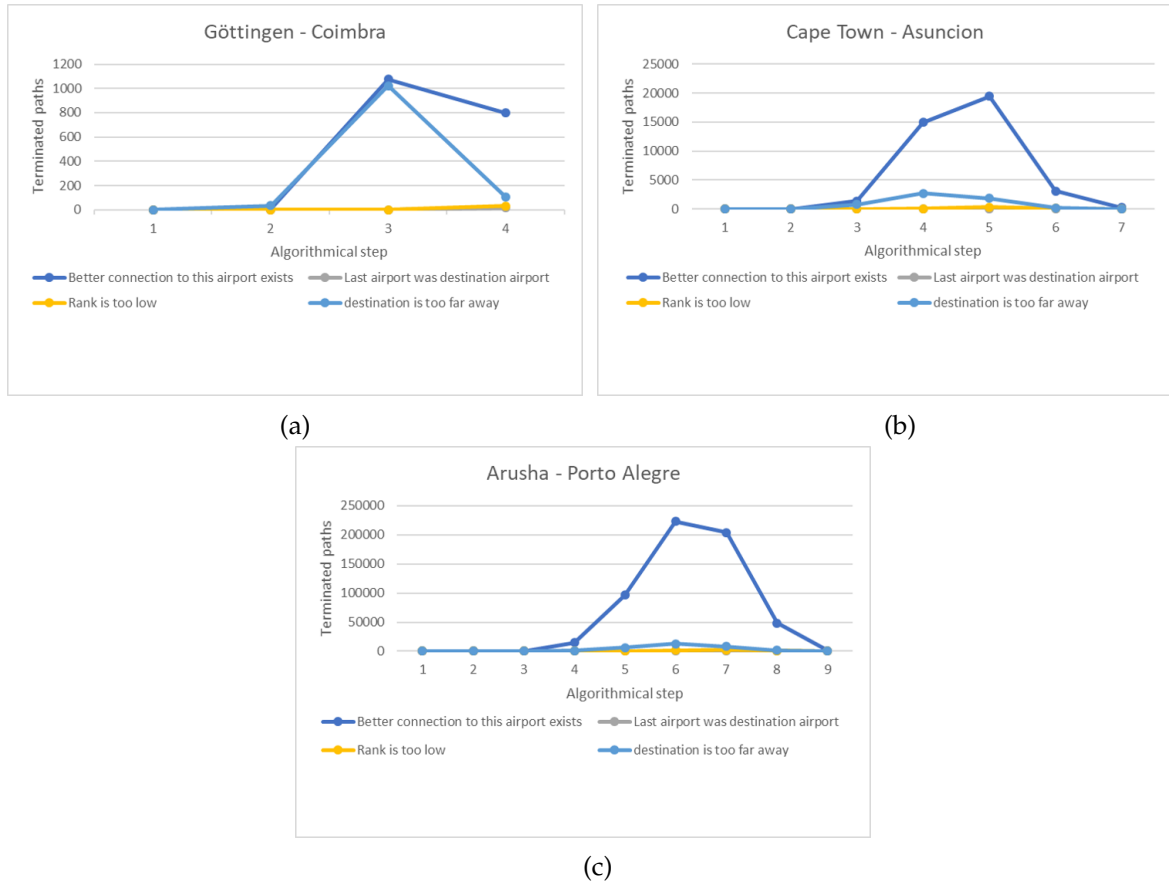 Göttingen - Coimbra
1200
1000
800
600
400
200
0
Terminated paths
1 2 3 4
Algorithmical step
Better connection to this airport exists Last airport was destination airport
Rank is too low destination is too far away
(a)
Cape Town - Asuncion
25000
20000
15000
10000
5000
0
Terminated paths
1 2 3 4 5 6 7
Algorithmical step
Better connection to this airport exists Last airport was destination airport
Rank is too low destination is too far away
(b)
Arusha - Porto Alegre
250000
200000
150000
100000
50000
0
Terminated paths
1 2 3 4 5 6 7 8 9
Algorithmical step
Better connection to this airport exists Last airport was destination airport
Rank is too low destination is too far away
(c)